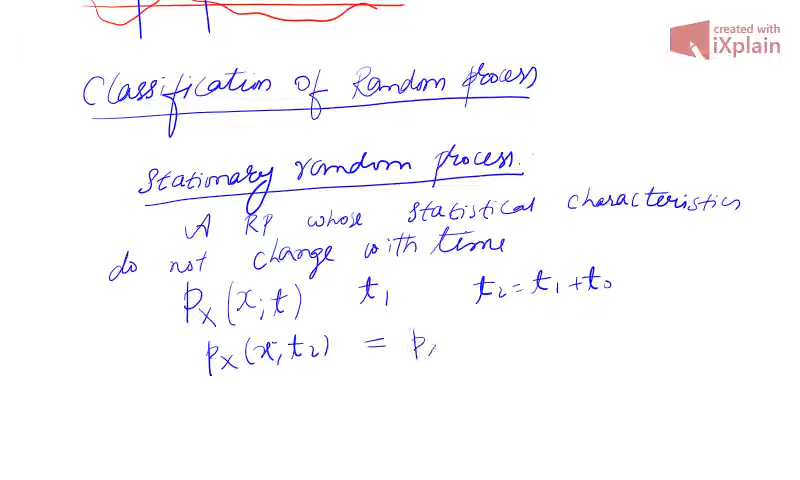 created with
iXplain
Classification of Random process
Stationary random process.
A RP whose statistical characteristics
do not change with time
Px(x;t) t1 t2=t1+to
px(x;t2) = p